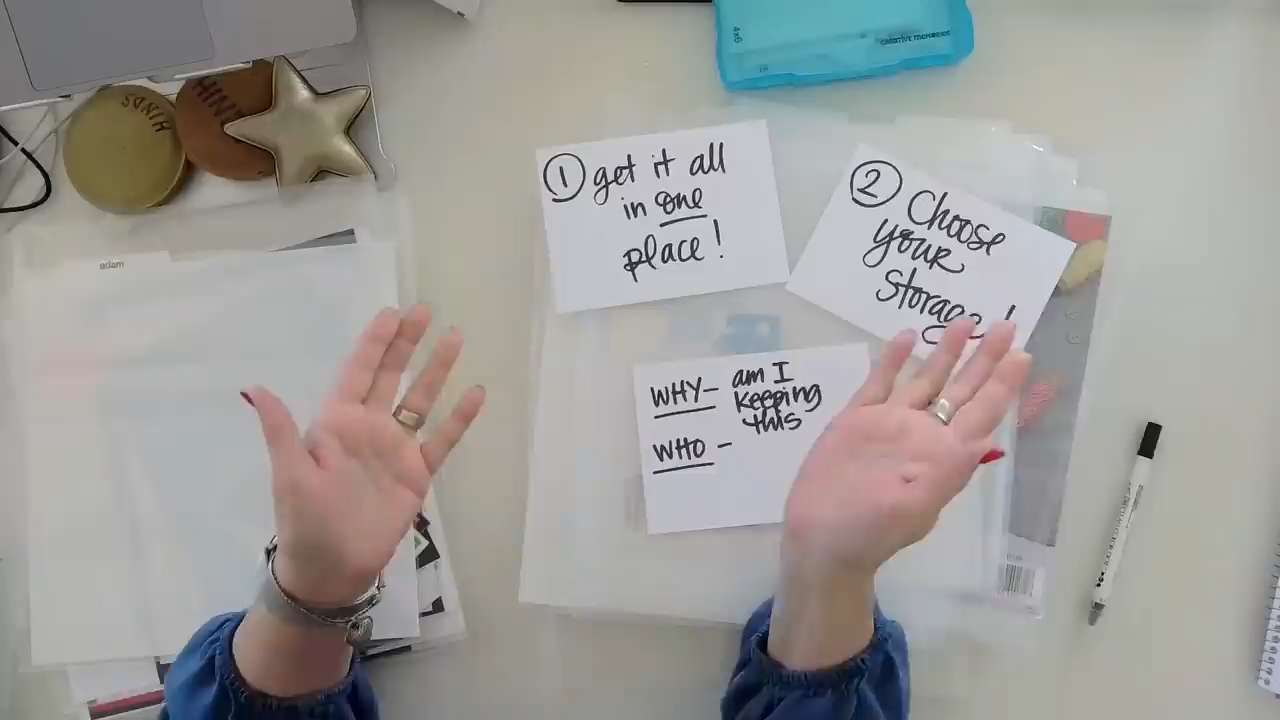 HINDS
4x6
creative memories
adam
① get it all
in one
place!
② Choose
your
Storage!
WHY– am I
keeping
this
WHO –